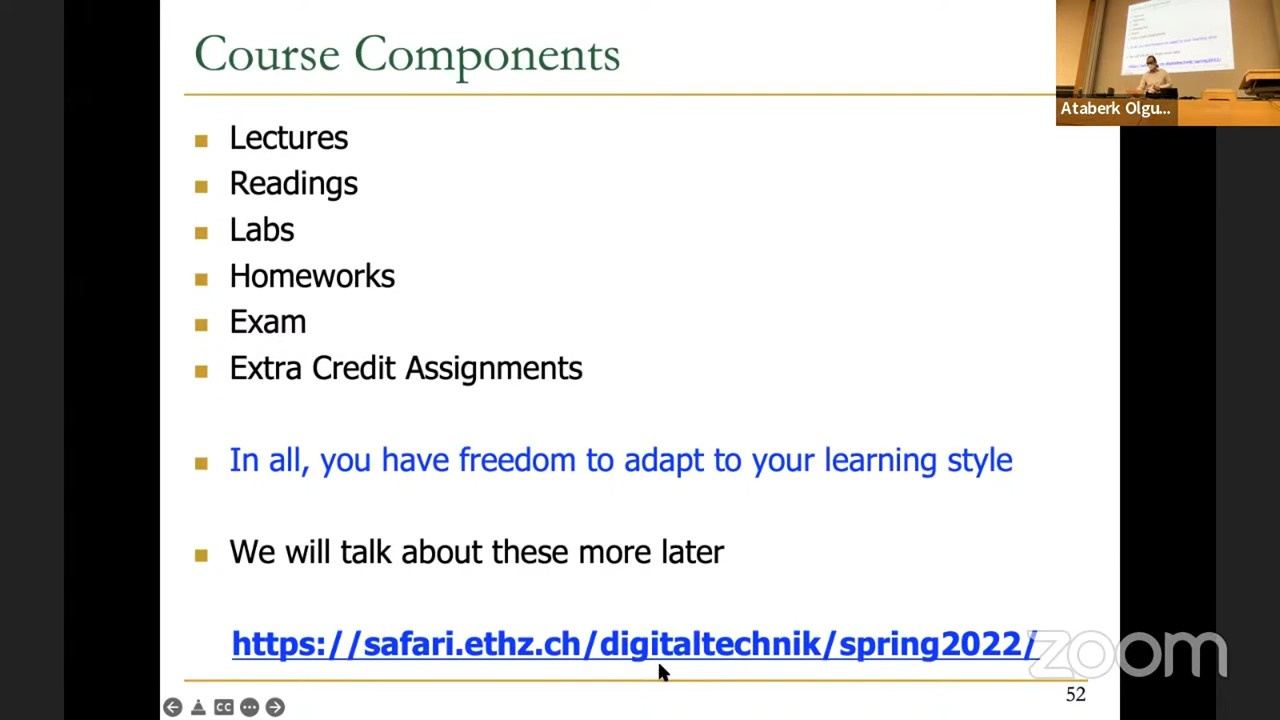 Course Components
Lectures
Readings
Labs
Homeworks
Exam
Extra Credit Assignments
In all, you have freedom to adapt to your learning style
We will talk about these more later
https://safari.ethz.ch/digitaltechnik/spring2022/
zoom
52
CC
Ataberk Olgu...